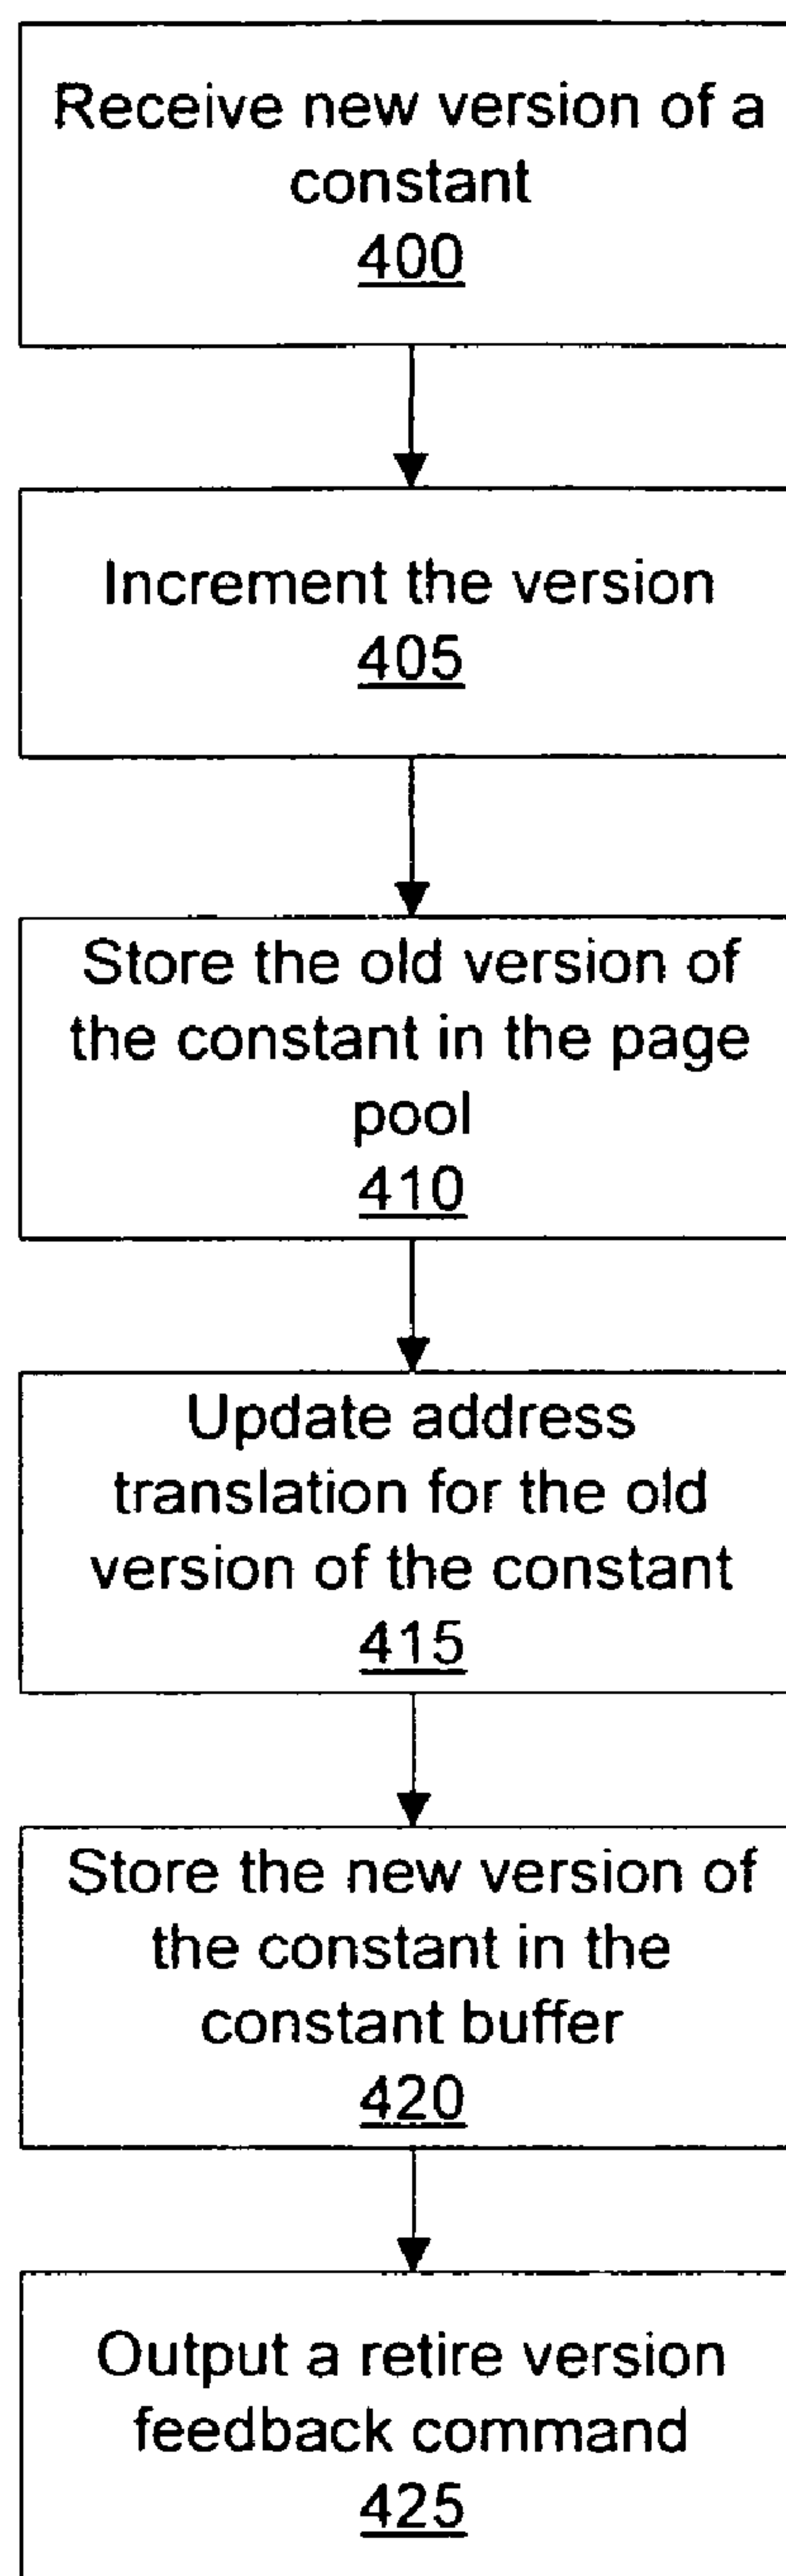 Receive new version of a
constant
400
Increment the version
405
Store the old version of
the constant in the page
pool
410
Update address
translation for the old
version of the constant
415
Store the new version of
the constant in the
constant buffer
420
Output a retire version
feedback command
425